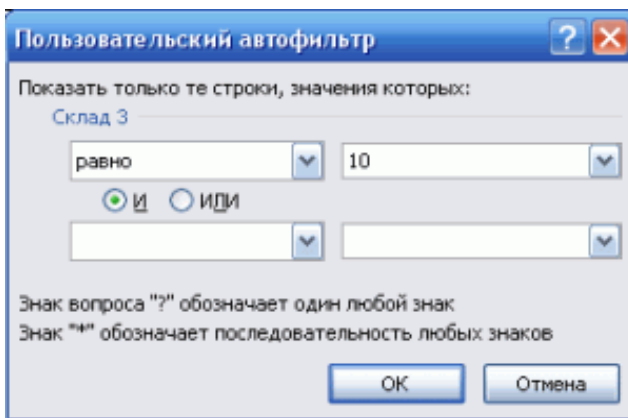 Пользовательский автофильтр
Показать только те строки, значения которых:
Склад 3
равно 10
И ИЛИ
Знак вопроса "?" обозначает один любой знак
Знак "*" обозначает последовательность любых знаков
ОК Отмена